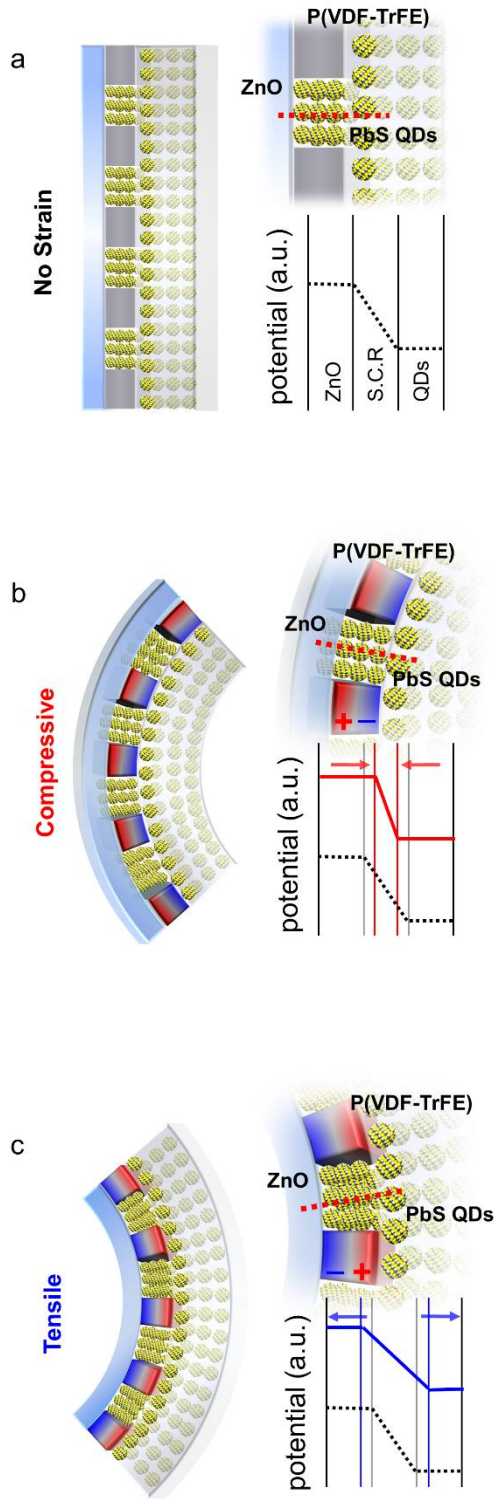 a
No Strain
P(VDF-TrFE)
ZnO
PbS QDs
potential (a.u.)
ZnO
S.C.R
QDs
b
Compressive
P(VDF-TrFE)
ZnO
PbS QDs
+ −
potential (a.u.)
c
Tensile
P(VDF-TrFE)
ZnO
PbS QDs
− +
potential (a.u.)